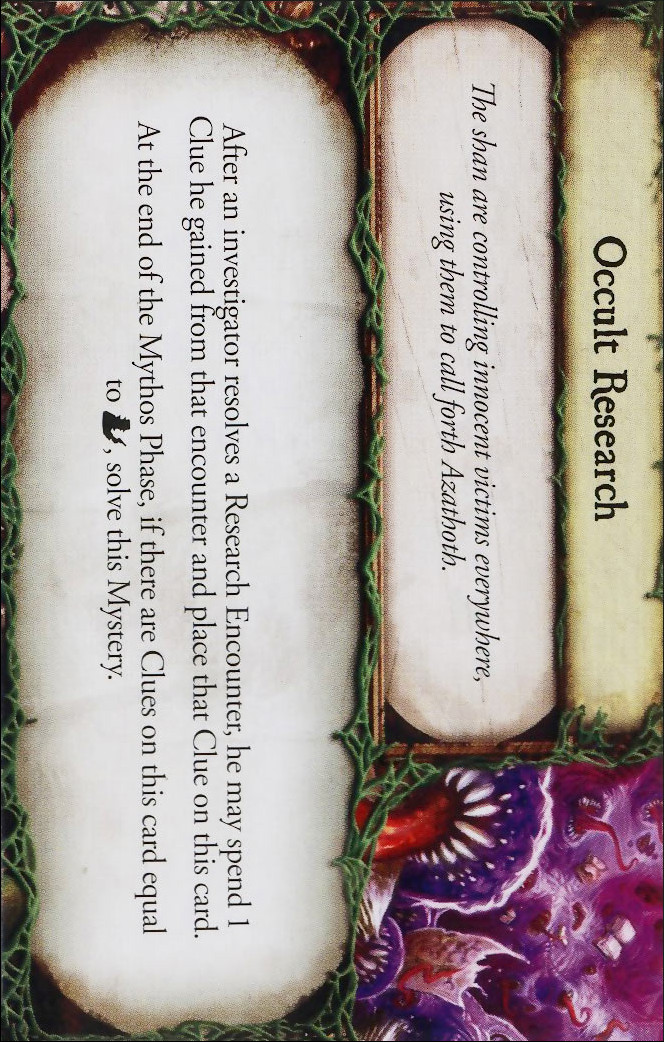 Occult Research
The shan are controlling innocent victims everywhere,
using them to call forth Azathoth.
After an investigator resolves a Research Encounter, he may spend 1
Clue he gained from that encounter and place that Clue on this card.
At the end of the Mythos Phase, if there are Clues on this card equal
to , solve this Mystery.